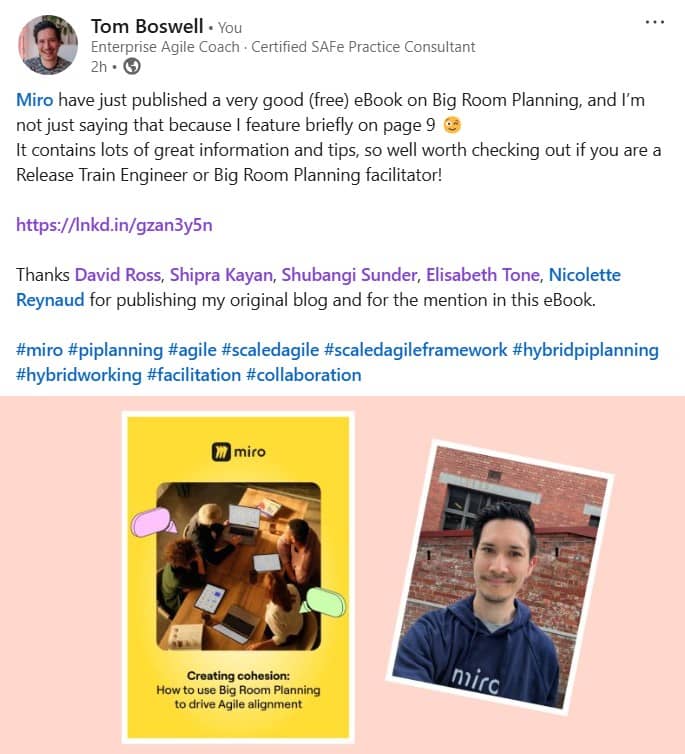 Tom Boswell • You
Enterprise Agile Coach · Certified SAFe Practice Consultant
2h •
Miro have just published a very good (free) eBook on Big Room Planning, and I'm
not just saying that because I feature briefly on page 9 😉
It contains lots of great information and tips, so well worth checking out if you are a
Release Train Engineer or Big Room Planning facilitator!
https://lnkd.in/gzan3y5n
Thanks David Ross, Shipra Kayan, Shubangi Sunder, Elisabeth Tone, Nicolette
Reynaud for publishing my original blog and for the mention in this eBook.
#miro #piplanning #agile #scaledagile #scaledagileframework #hybridpiplanning
#hybridworking #facilitation #collaboration
miro
Creating cohesion:
How to use Big Room Planning
to drive Agile alignment
miro